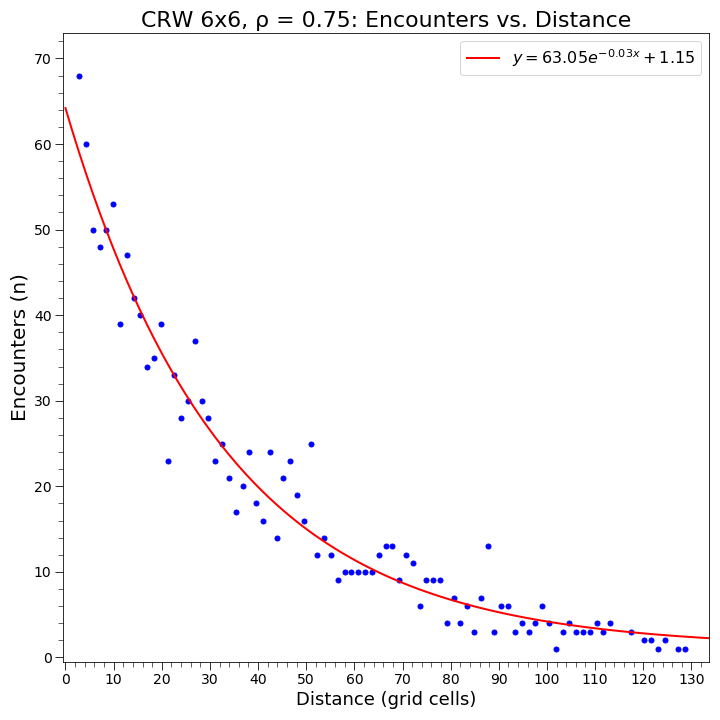 CRW 6x6, ρ = 0.75: Encounters vs. Distance
y = 63.05e^{-0.03x} + 1.15
70
60
50
40
30
20
10
0
Encounters (n)
0 10 20 30 40 50 60 70 80 90 100 110 120 130
Distance (grid cells)